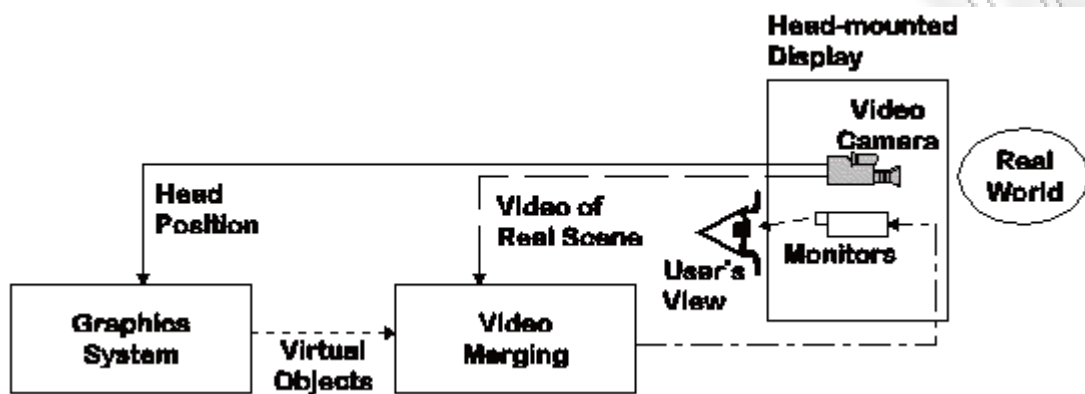 Head-mounted
Display
Video
Camera
Real
World
Head
Position
Video of
Real Scene
User's
View
Monitors
Graphics
System
Virtual
Objects
Video
Merging